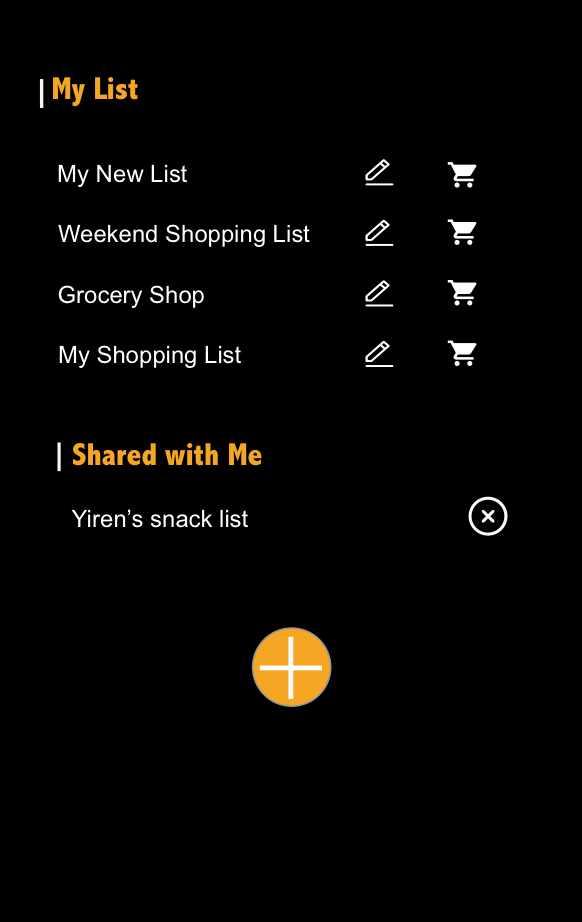 My List
My New List
Weekend Shopping List
Grocery Shop
My Shopping List
Shared with Me
Yiren’s snack list